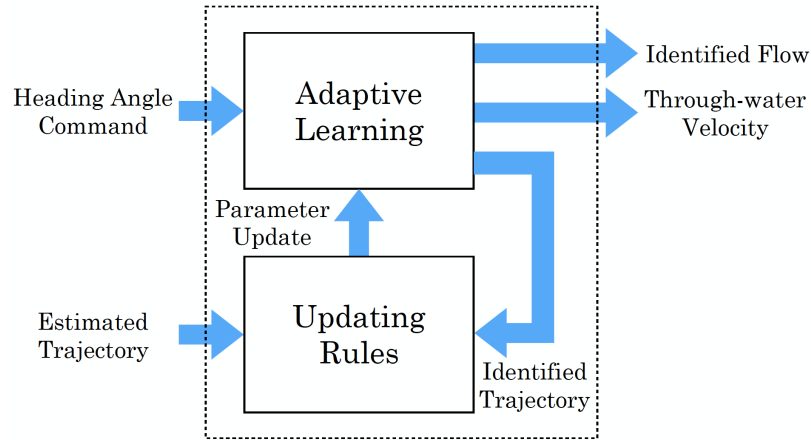 Identified Flow
Heading Angle
Command
Adaptive
Learning
Through-water
Velocity
Parameter
Update
Estimated
Trajectory
Updating
Rules
Identified
Trajectory